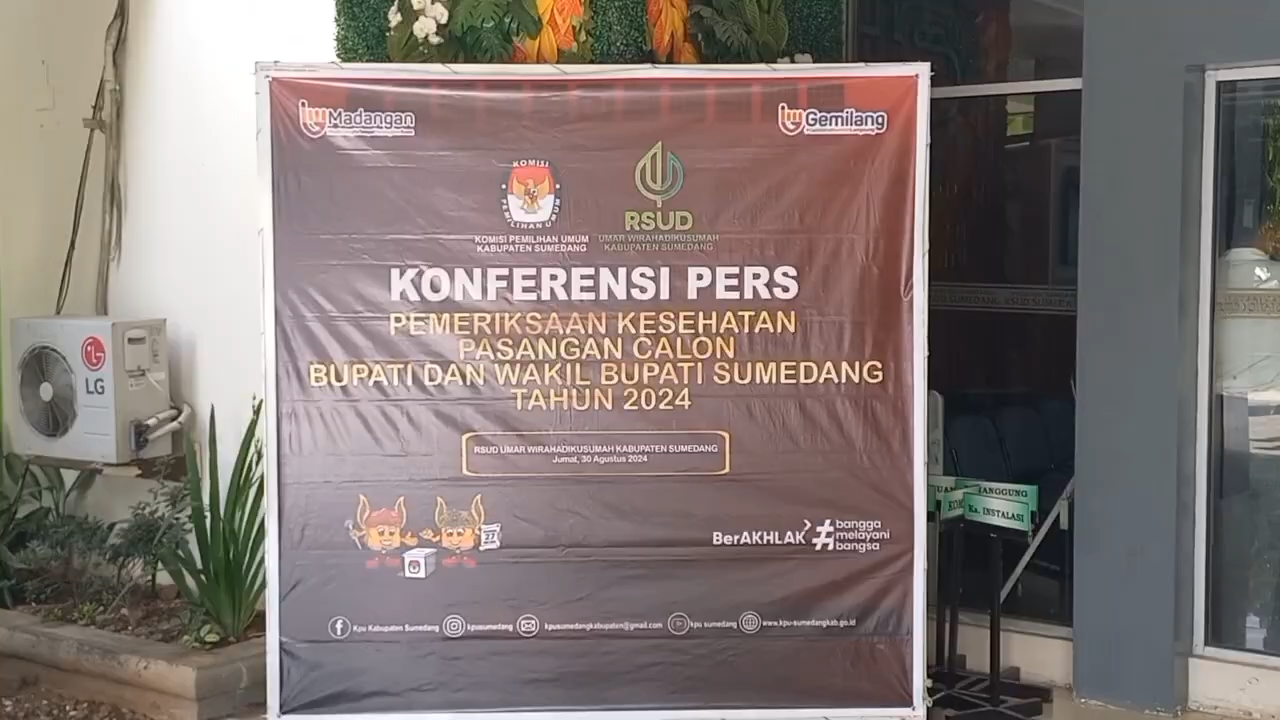 Madangan
Gemilang
KOMISI
PEMILIHAN UMUM
KOMISI PEMILIHAN UMUM
KABUPATEN SUMEDANG
RSUD
UMAR WIRAHADIKUSUMAH
KABUPATEN SUMEDANG
KONFERENSI PERS
PEMERIKSAAN KESEHATAN
PASANGAN CALON
BUPATI DAN WAKIL BUPATI SUMEDANG
TAHUN 2024
RSUD UMAR WIRAHADIKUSUMAH KABUPATEN SUMEDANG
Jumat, 30 Agustus 2024
27
BerAKHLAK
#bangga
melayani
bangsa
Kpu Kabupaten Sumedang
kpusumedang
kpusumedangkabupaten@gmail.com
kpu sumedang
www.kpu-sumedangkab.go.id
LG
SUMEDANG RSUD
ANGGUNG
Ka. INSTALASI